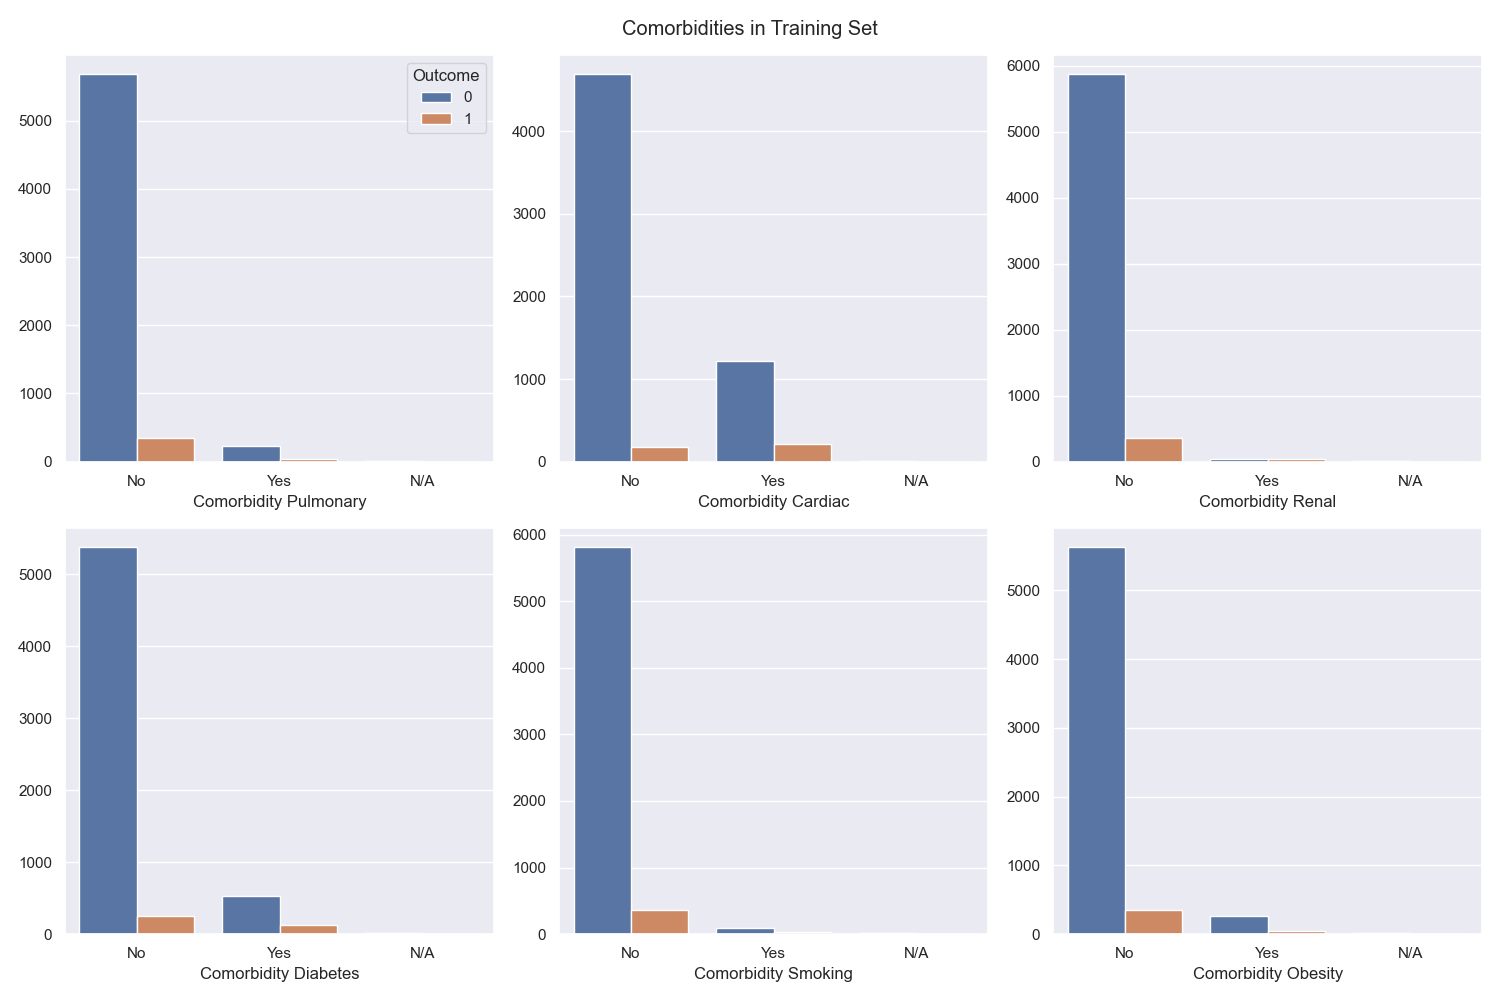 Comorbidities in Training Set
Outcome
0
1
5000
4000
3000
2000
1000
0
No Yes N/A
Comorbidity Pulmonary
4000
3000
2000
1000
0
No Yes N/A
Comorbidity Cardiac
6000
5000
4000
3000
2000
1000
0
No Yes N/A
Comorbidity Renal
5000
4000
3000
2000
1000
0
No Yes N/A
Comorbidity Diabetes
6000
5000
4000
3000
2000
1000
0
No Yes N/A
Comorbidity Smoking
5000
4000
3000
2000
1000
0
No Yes N/A
Comorbidity Obesity